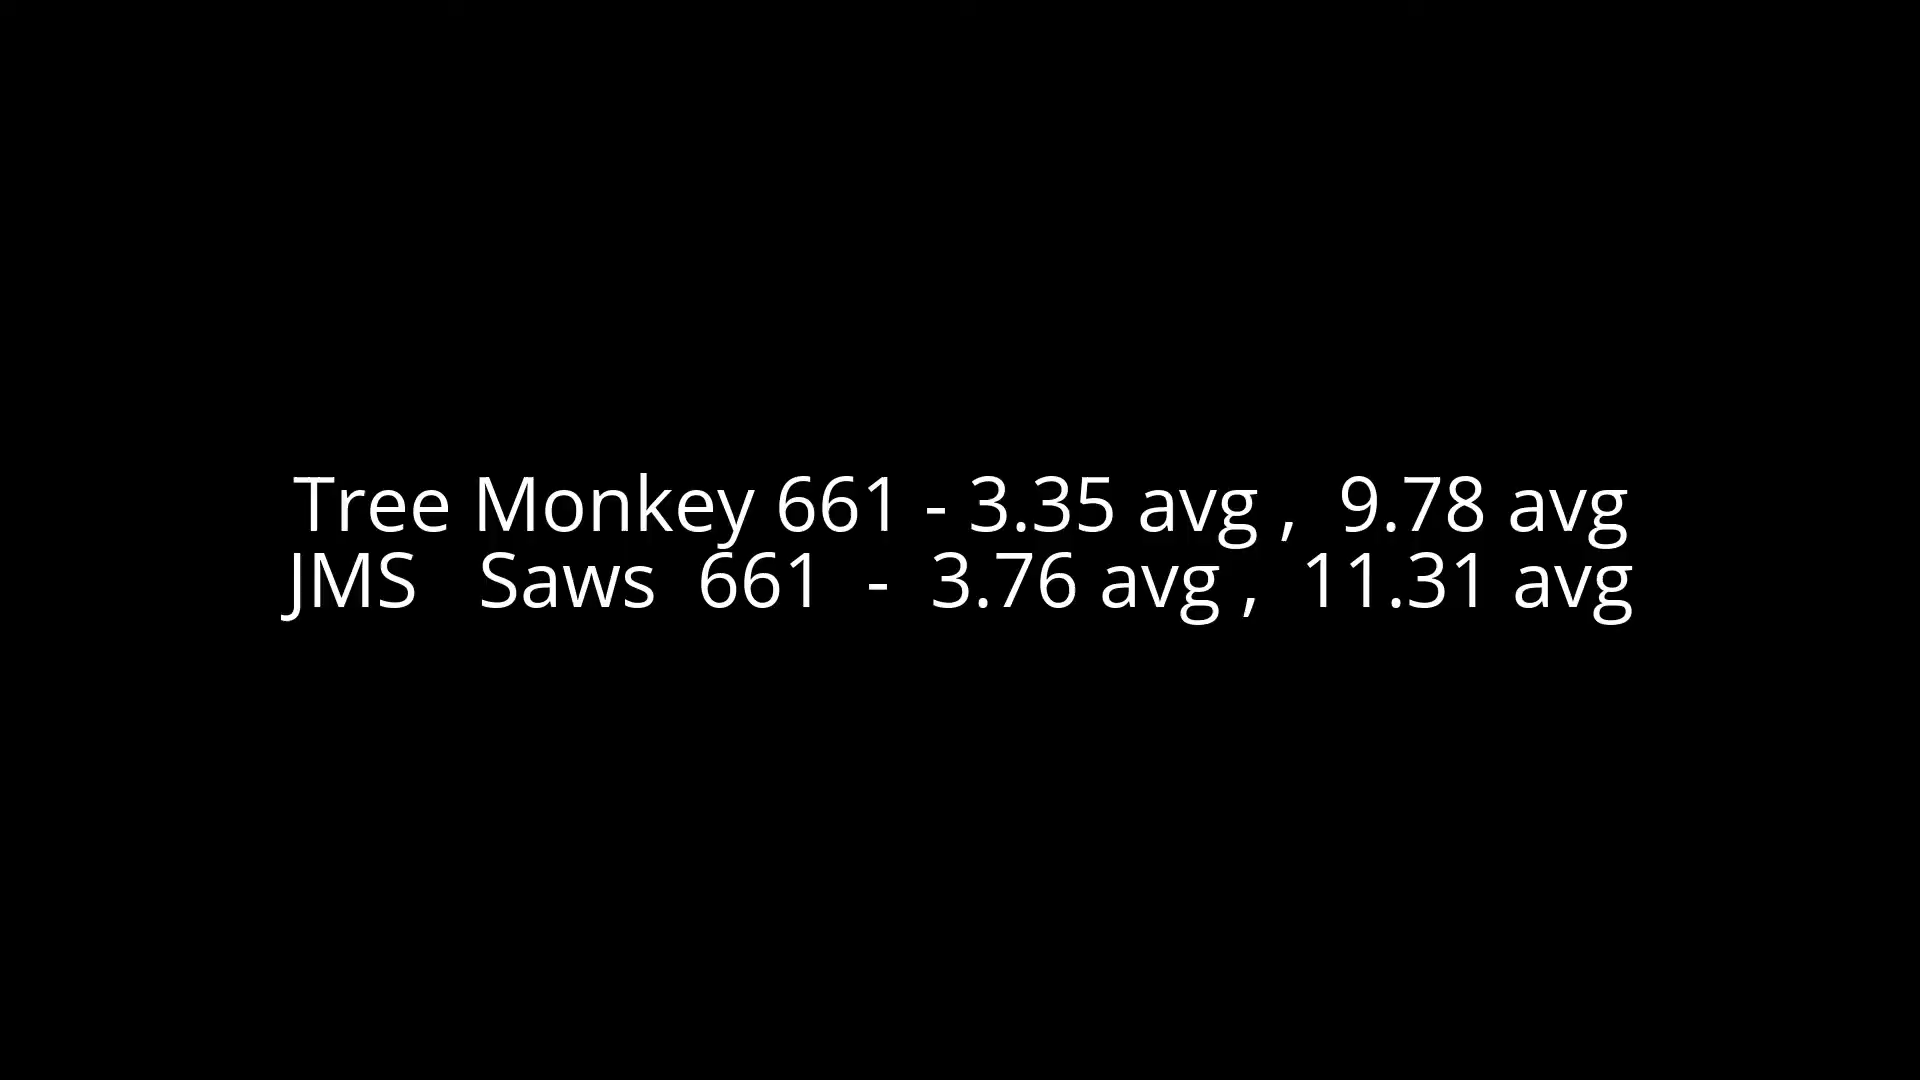 Tree Monkey 661 - 3.35 avg , 9.78 avg
JMS Saws 661 - 3.76 avg , 11.31 avg